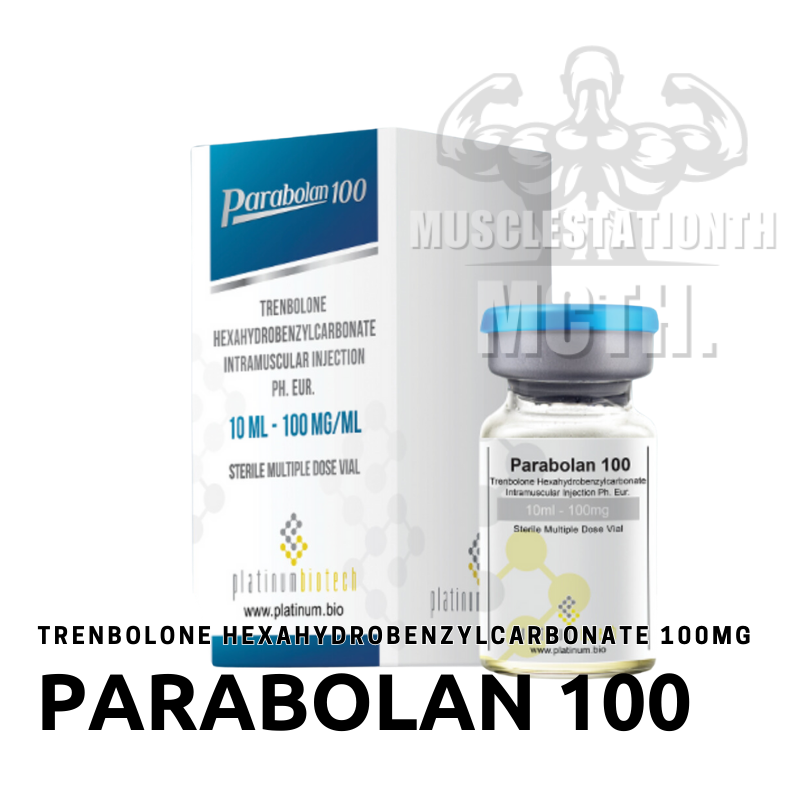 Parabolan 100
TRENBOLONE
HEXAHYDROBENZYLCARBONATE
INTRAMUSCULAR INJECTION
PH. EUR.
10 ML - 100 MG/ML
STERILE MULTIPLE DOSE VIAL
platinumbiotech
www.platinum.bio
MUSCLESTATIONTH
MCTH.
Parabolan 100
Trenbolone Hexahydrobenzylcarbonate
Intramuscular Injection Ph. Eur.
10ml - 100mg
Sterile Multiple Dose Vial
www.platinum.bio
platinum
TRENBOLONE HEXAHYDROBENZYLCARBONATE 100MG
PARABOLAN 100